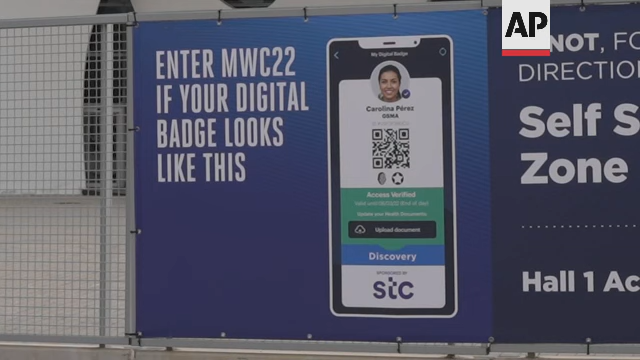 AP
ENTER MWC22
IF YOUR DIGITAL
BADGE LOOKS
LIKE THIS
My Digital Badge
Carolina Pérez
GSMA
Access Verified
Update your Health Documents
Upload document
Discovery
SPONSORED BY
stc
NOT, FO
DIRECTION
Self S
Zone
Hall 1 Ac